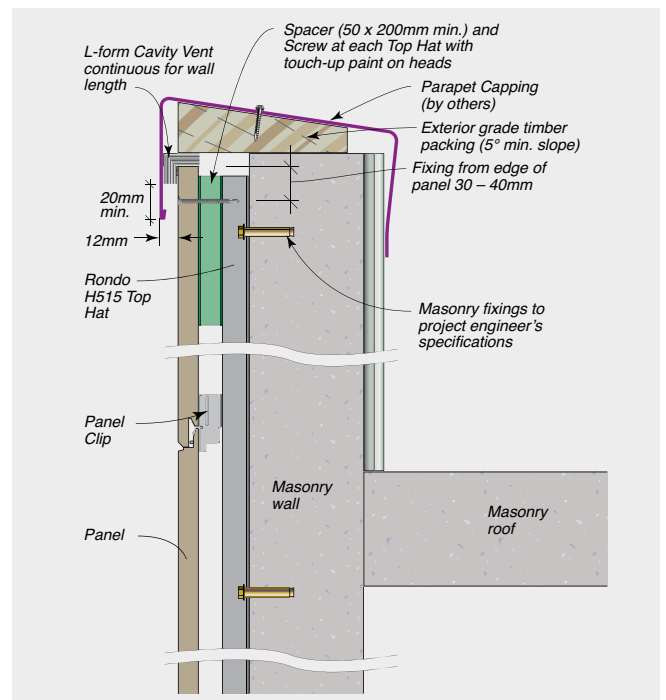 Spacer (50 x 200mm min.) and
Screw at each Top Hat with
touch-up paint on heads
L-form Cavity Vent
continuous for wall
length
Parapet Capping
(by others)
Exterior grade timber
packing (5° min. slope)
Fixing from edge of
panel 30 – 40mm
20mm
min.
12mm
Rondo
H515 Top
Hat
Masonry fixings to
project engineer's
specifications
Panel
Clip
Masonry
wall
Masonry
roof
Panel